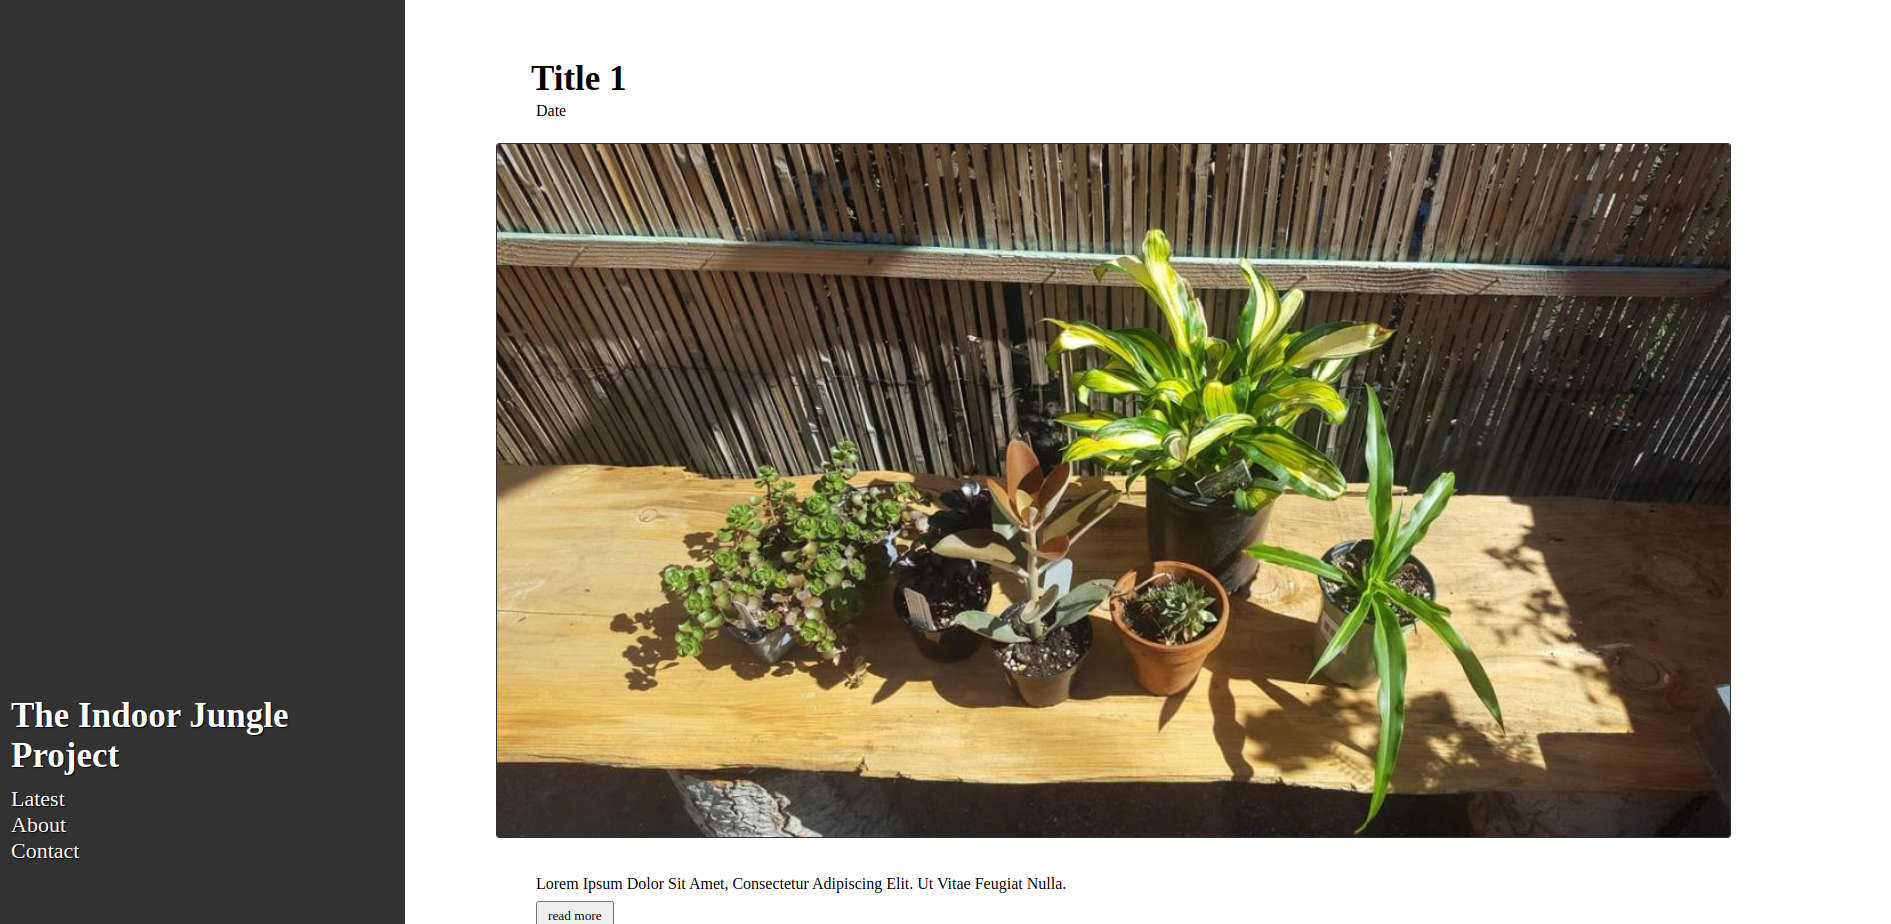 The Indoor Jungle
Project
Latest
About
Contact
Title 1
Date
Lorem Ipsum Dolor Sit Amet, Consectetur Adipiscing Elit. Ut Vitae Feugiat Nulla.
read more